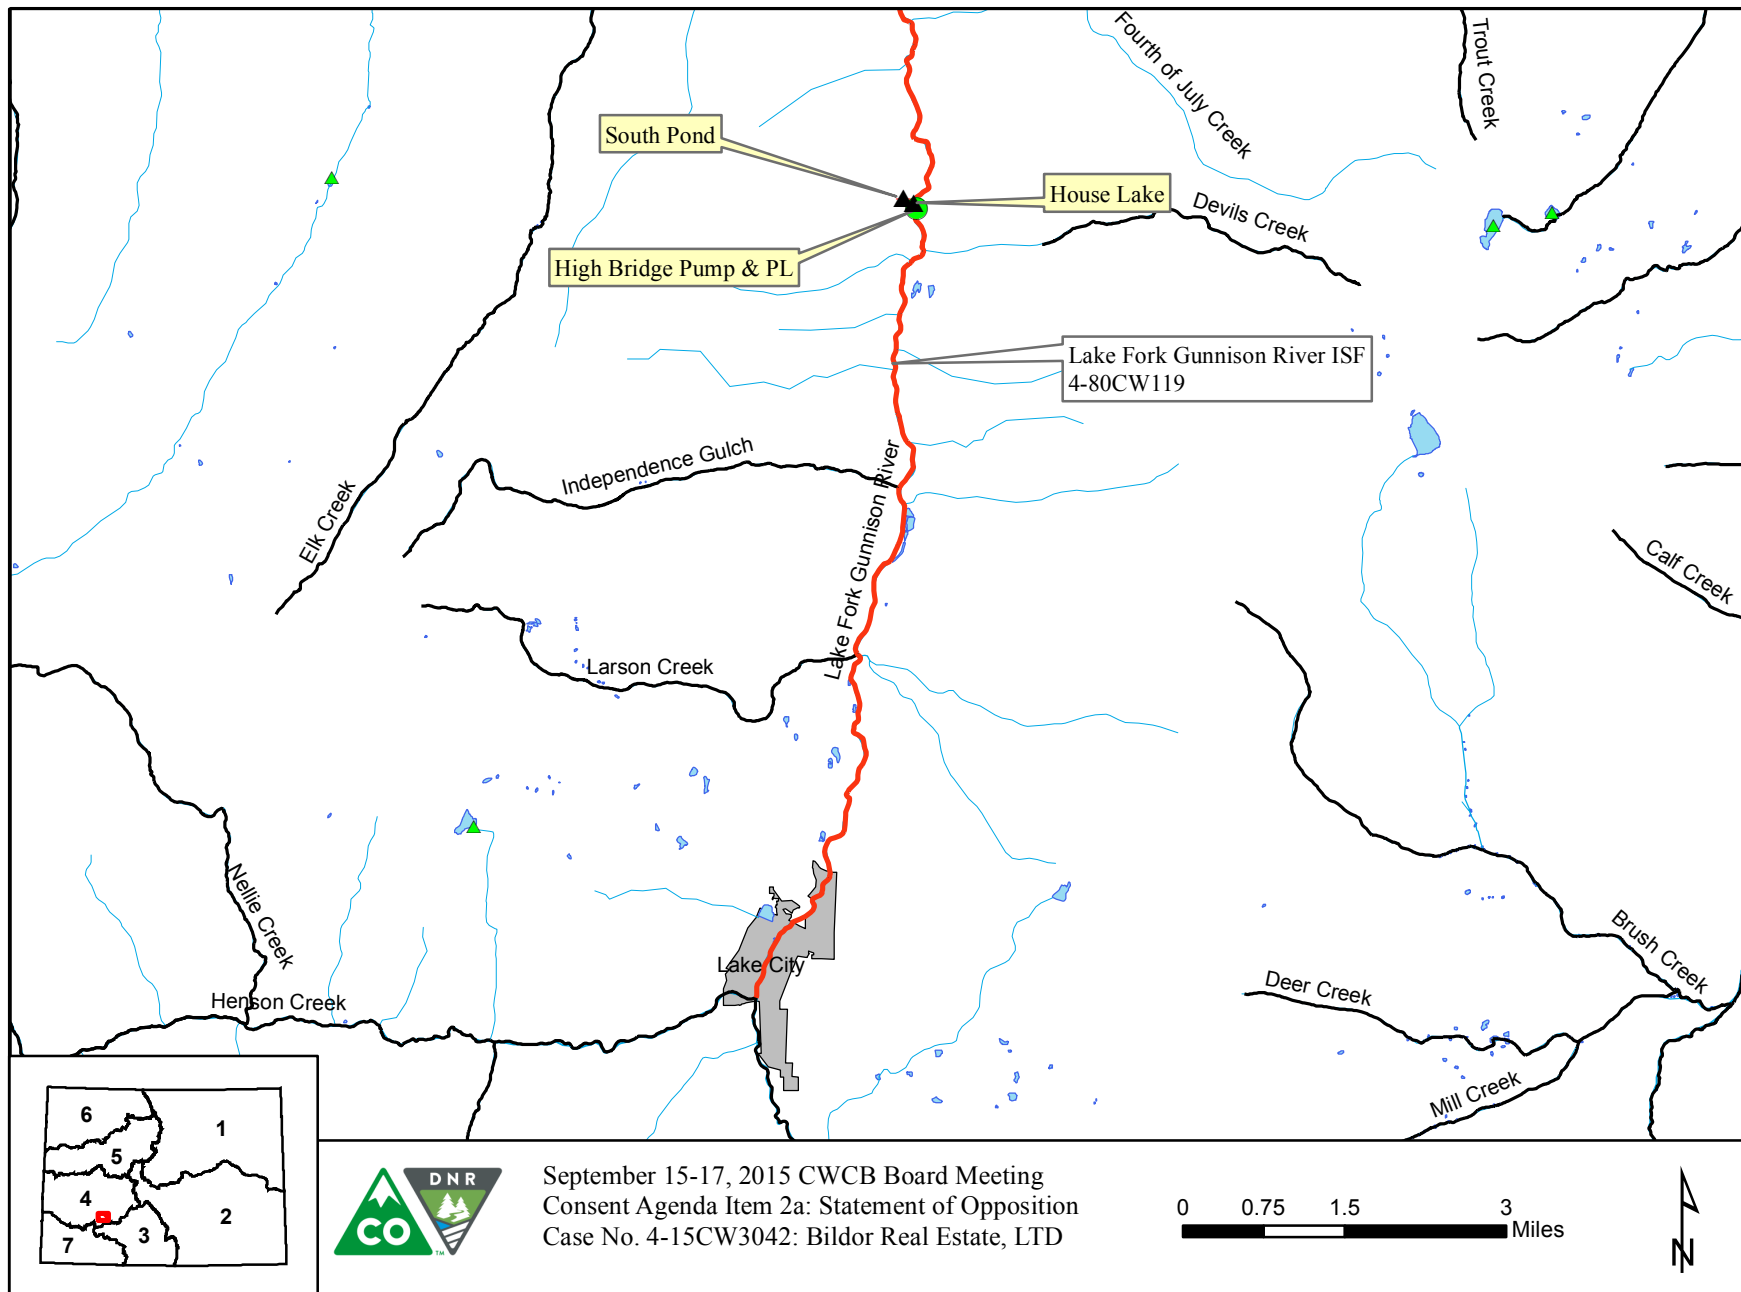 Fourth of July Creek
Trout Creek
South Pond
House Lake
Devils Creek
High Bridge Pump & PL
Lake Fork Gunnison River ISF
4-80CW119
Independence Gulch
Elk Creek
Lake Fork Gunnison River
Calf Creek
Larson Creek
Nellie Creek
Brush Creek
Lake City
Deer Creek
Henson Creek
Mill Creek
6
1
5
4
2
3
7
CO
TM
DNR
September 15-17, 2015 CWCB Board Meeting
Consent Agenda Item 2a: Statement of Opposition
Case No. 4-15CW3042: Bildor Real Estate, LTD
0 0.75 1.5 3
Miles
N